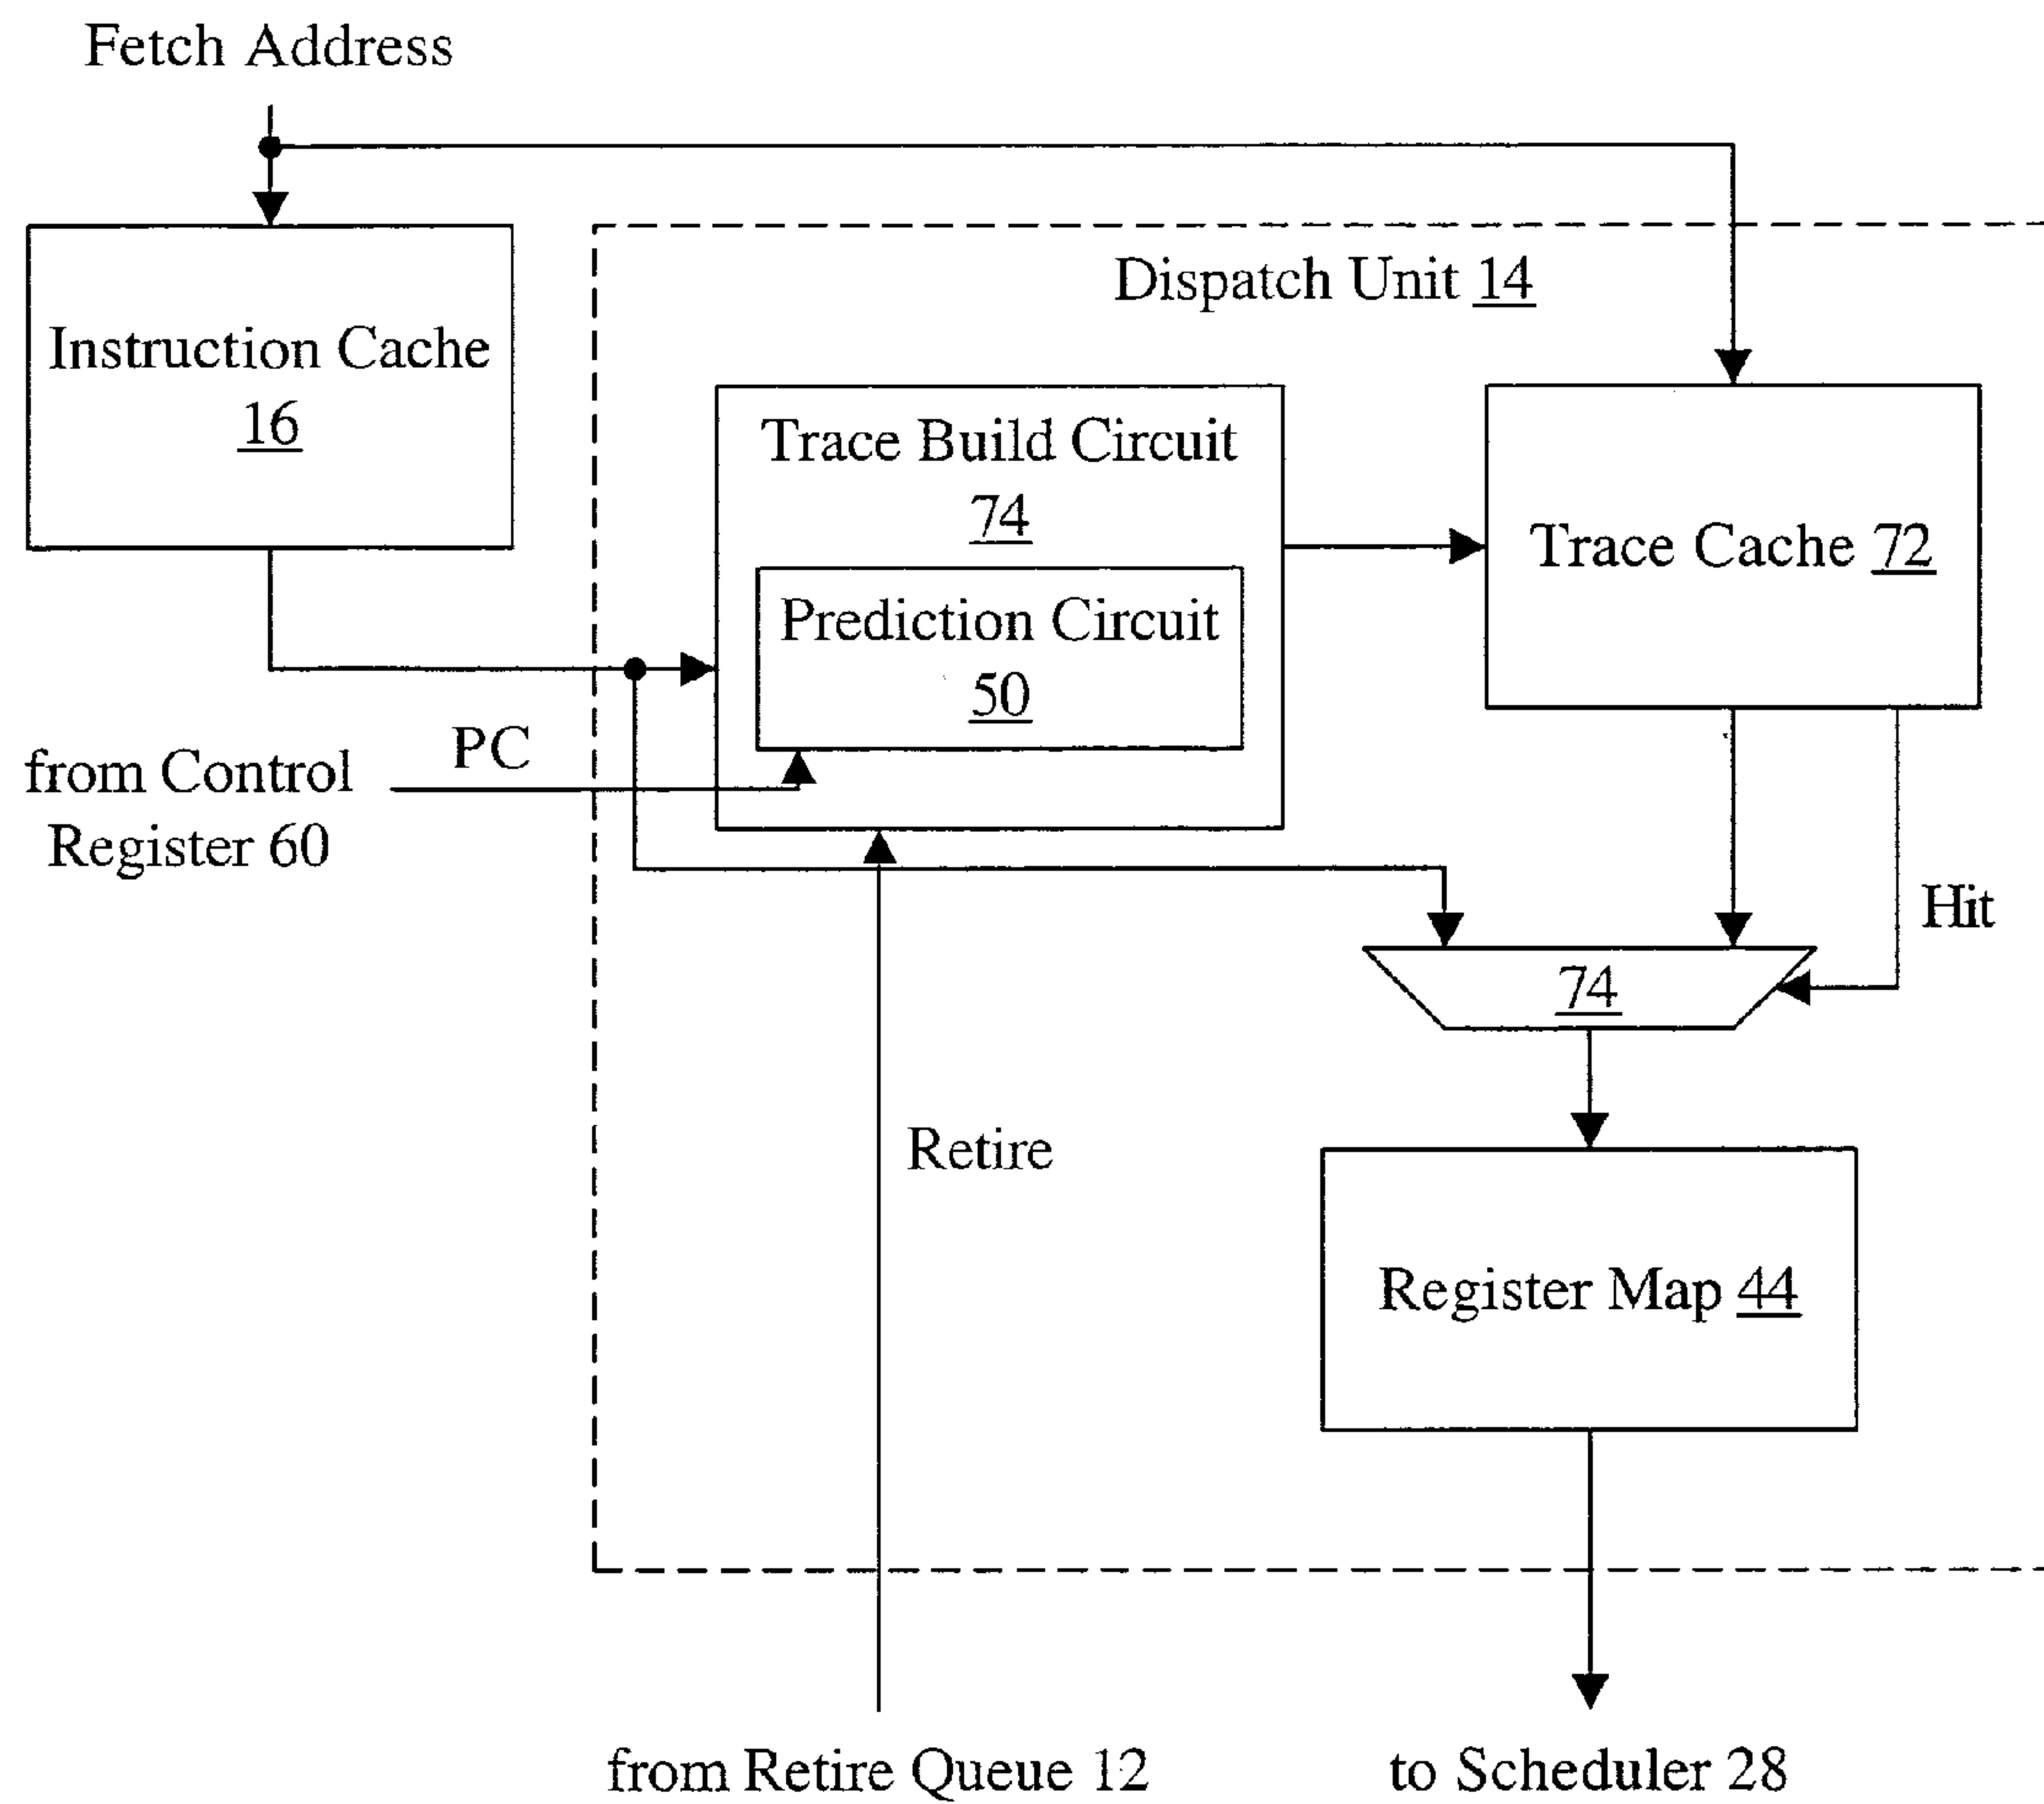 Fetch Address
Dispatch Unit 14
Instruction Cache
16
Trace Build Circuit
74
Prediction Circuit
50
Trace Cache 72
PC
from Control
Register 60
Hit
74
Retire
Register Map 44
from Retire Queue 12
to Scheduler 28